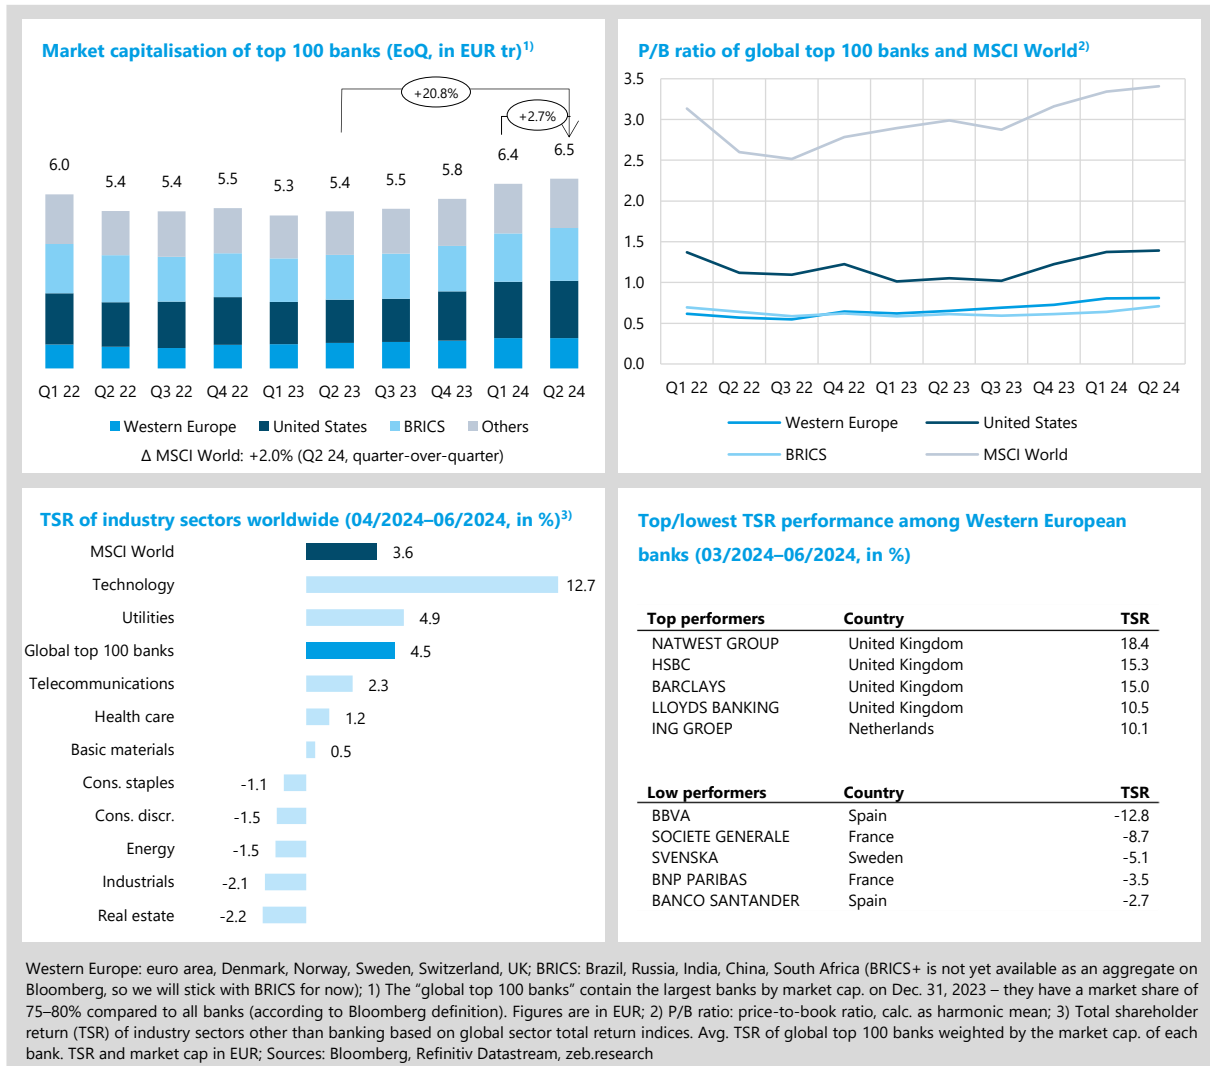 Market capitalisation of top 100 banks (EoQ, in EUR tr)1)
+20.8%
+2.7%
6.0
5.4
5.4
5.5
5.3
5.4
5.5
5.8
6.4
6.5
Q1 22
Q2 22
Q3 22
Q4 22
Q1 23
Q2 23
Q3 23
Q4 23
Q1 24
Q2 24
Western Europe
United States
BRICS
Others
Δ MSCI World: +2.0% (Q2 24, quarter-over-quarter)
P/B ratio of global top 100 banks and MSCI World2)
3.5
3.0
2.5
2.0
1.5
1.0
0.5
0.0
Q1 22
Q2 22
Q3 22
Q4 22
Q1 23
Q2 23
Q3 23
Q4 23
Q1 24
Q2 24
Western Europe
United States
BRICS
MSCI World
TSR of industry sectors worldwide (04/2024–06/2024, in %)3)
MSCI World 3.6
Technology 12.7
Utilities 4.9
Global top 100 banks 4.5
Telecommunications 2.3
Health care 1.2
Basic materials 0.5
Cons. staples -1.1
Cons. discr. -1.5
Energy -1.5
Industrials -2.1
Real estate -2.2
Top/lowest TSR performance among Western European
banks (03/2024–06/2024, in %)
Top performers Country TSR
NATWEST GROUP United Kingdom 18.4
HSBC United Kingdom 15.3
BARCLAYS United Kingdom 15.0
LLOYDS BANKING United Kingdom 10.5
ING GROEP Netherlands 10.1
Low performers Country TSR
BBVA Spain -12.8
SOCIETE GENERALE France -8.7
SVENSKA Sweden -5.1
BNP PARIBAS France -3.5
BANCO SANTANDER Spain -2.7
Western Europe: euro area, Denmark, Norway, Sweden, Switzerland, UK; BRICS: Brazil, Russia, India, China, South Africa (BRICS+ is not yet available as an aggregate on
Bloomberg, so we will stick with BRICS for now); 1) The “global top 100 banks” contain the largest banks by market cap. on Dec. 31, 2023 – they have a market share of
75–80% compared to all banks (according to Bloomberg definition). Figures are in EUR; 2) P/B ratio: price-to-book ratio, calc. as harmonic mean; 3) Total shareholder
return (TSR) of industry sectors other than banking based on global sector total return indices. Avg. TSR of global top 100 banks weighted by the market cap. of each
bank. TSR and market cap in EUR; Sources: Bloomberg, Refinitiv Datastream, zeb.research